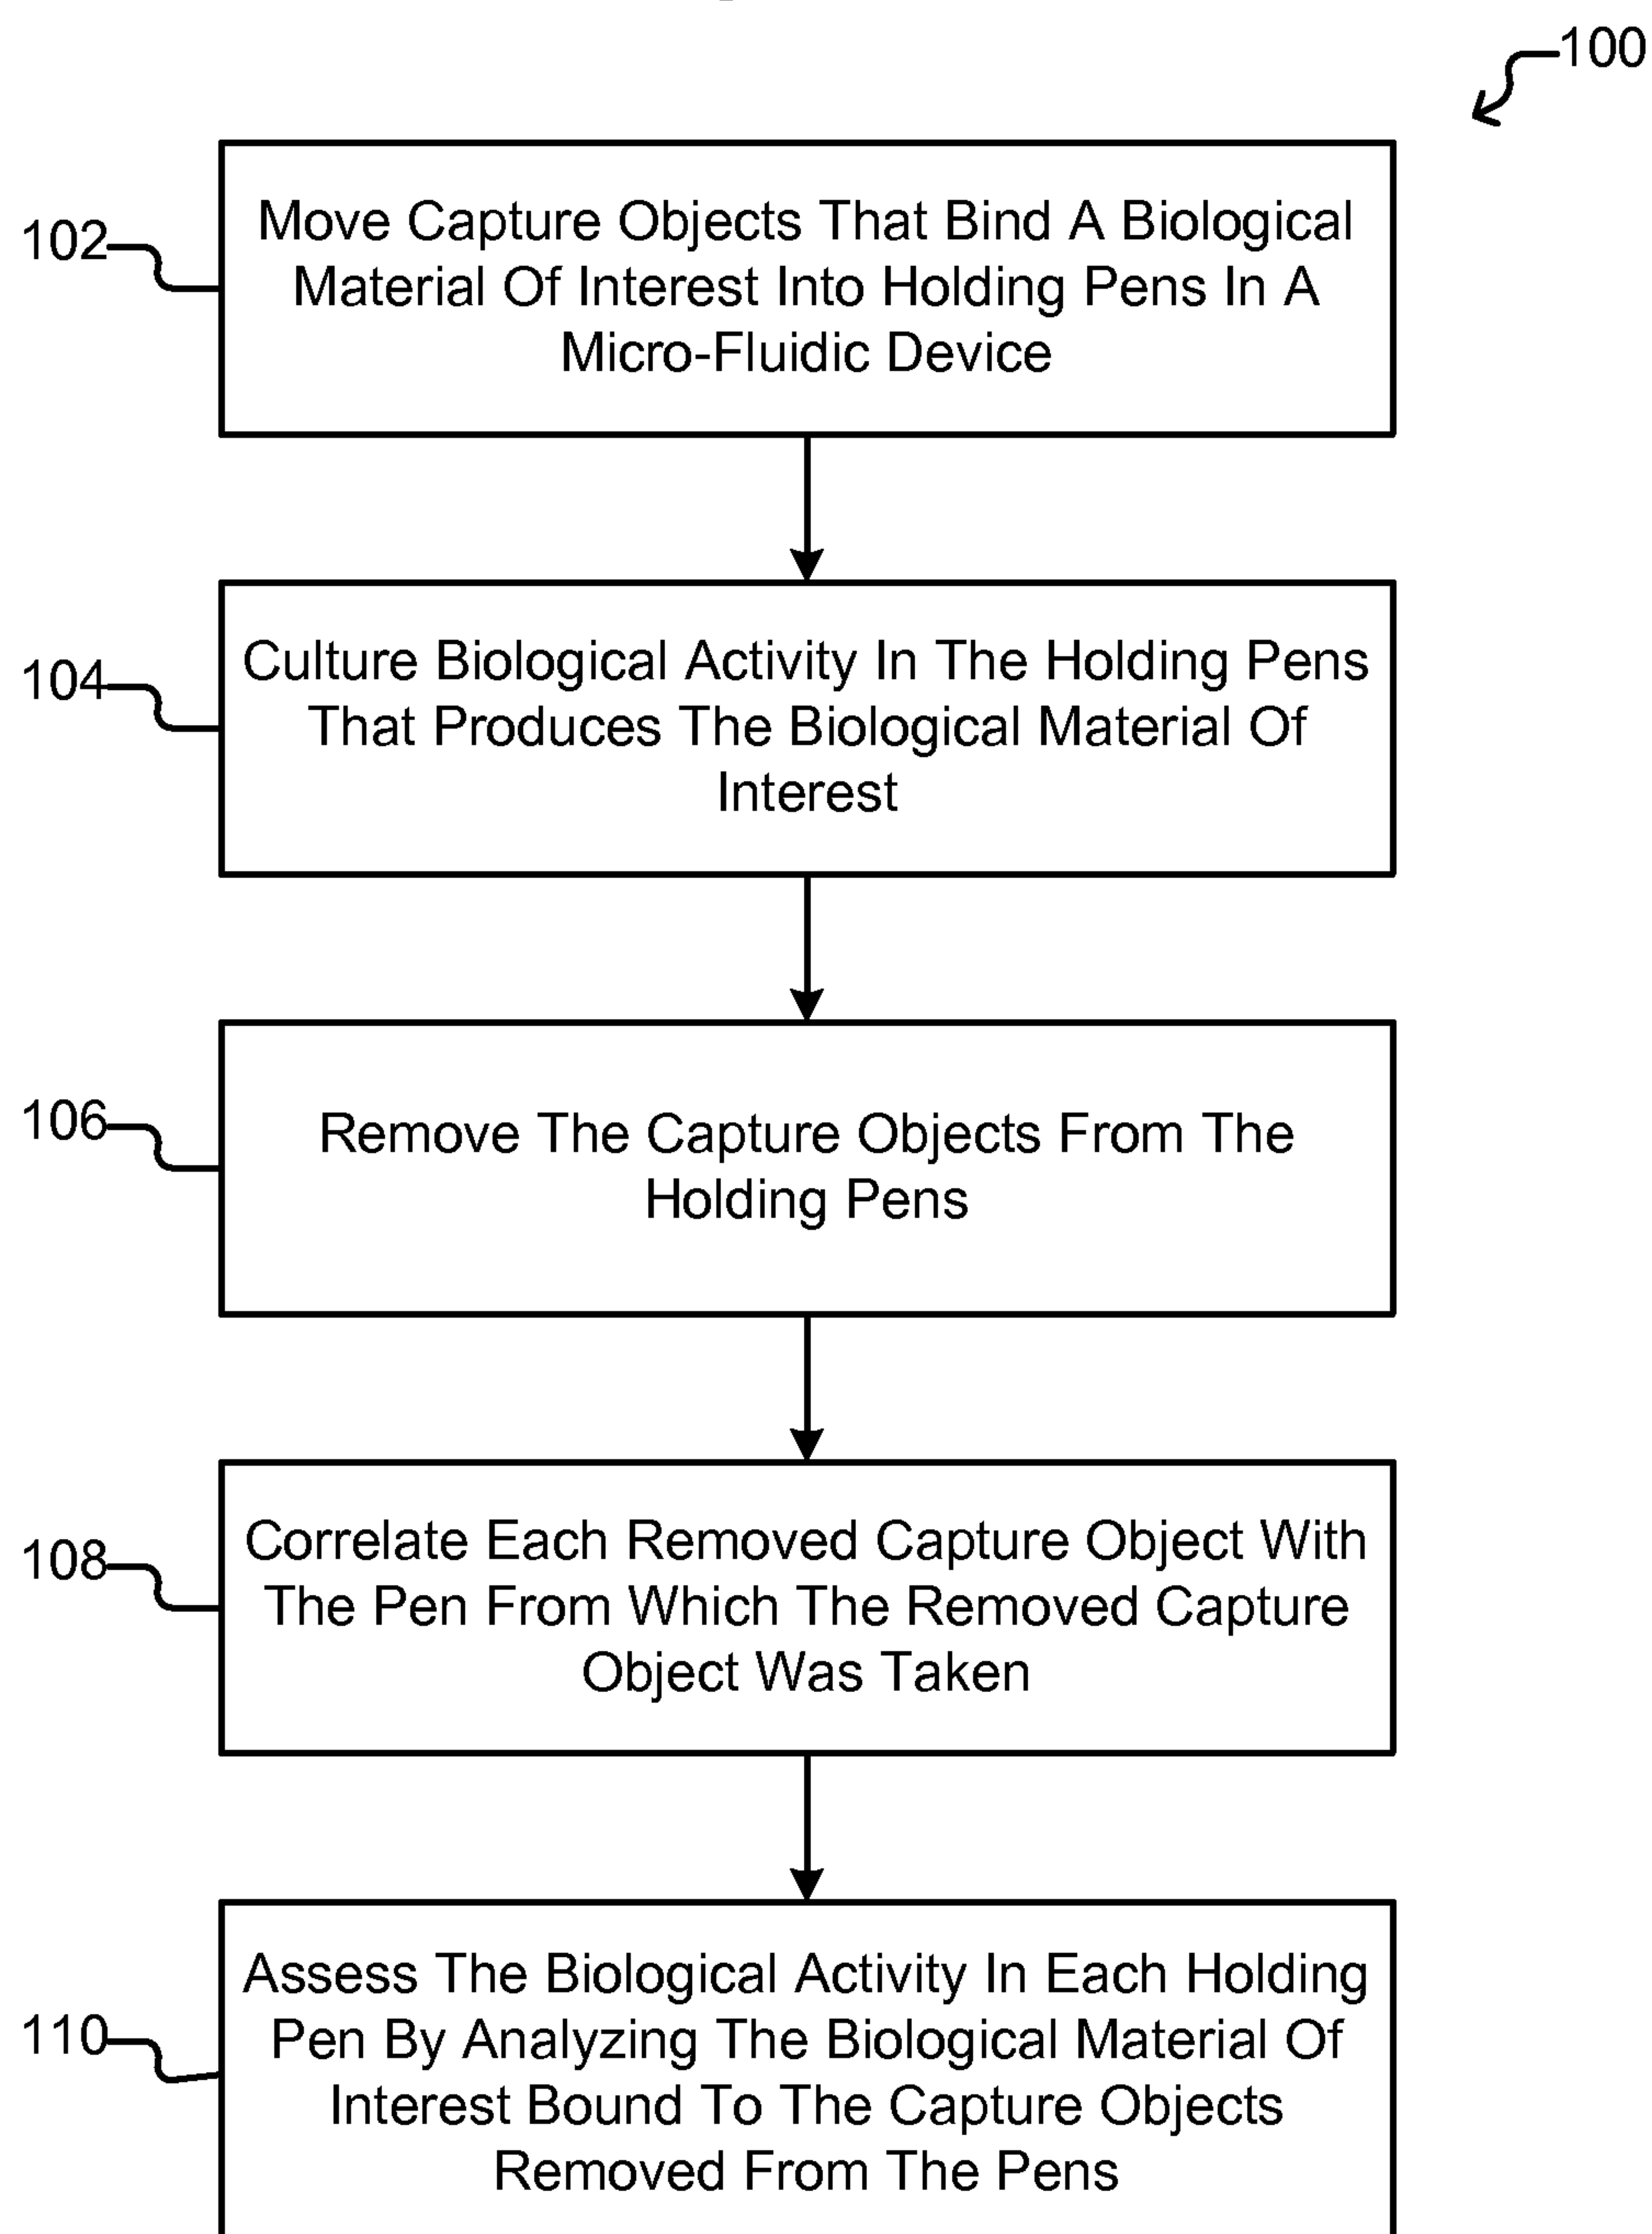 100
102
Move Capture Objects That Bind A Biological
Material Of Interest Into Holding Pens In A
Micro-Fluidic Device
104
Culture Biological Activity In The Holding Pens
That Produces The Biological Material Of
Interest
106
Remove The Capture Objects From The
Holding Pens
108
Correlate Each Removed Capture Object With
The Pen From Which The Removed Capture
Object Was Taken
110
Assess The Biological Activity In Each Holding
Pen By Analyzing The Biological Material Of
Interest Bound To The Capture Objects
Removed From The Pens